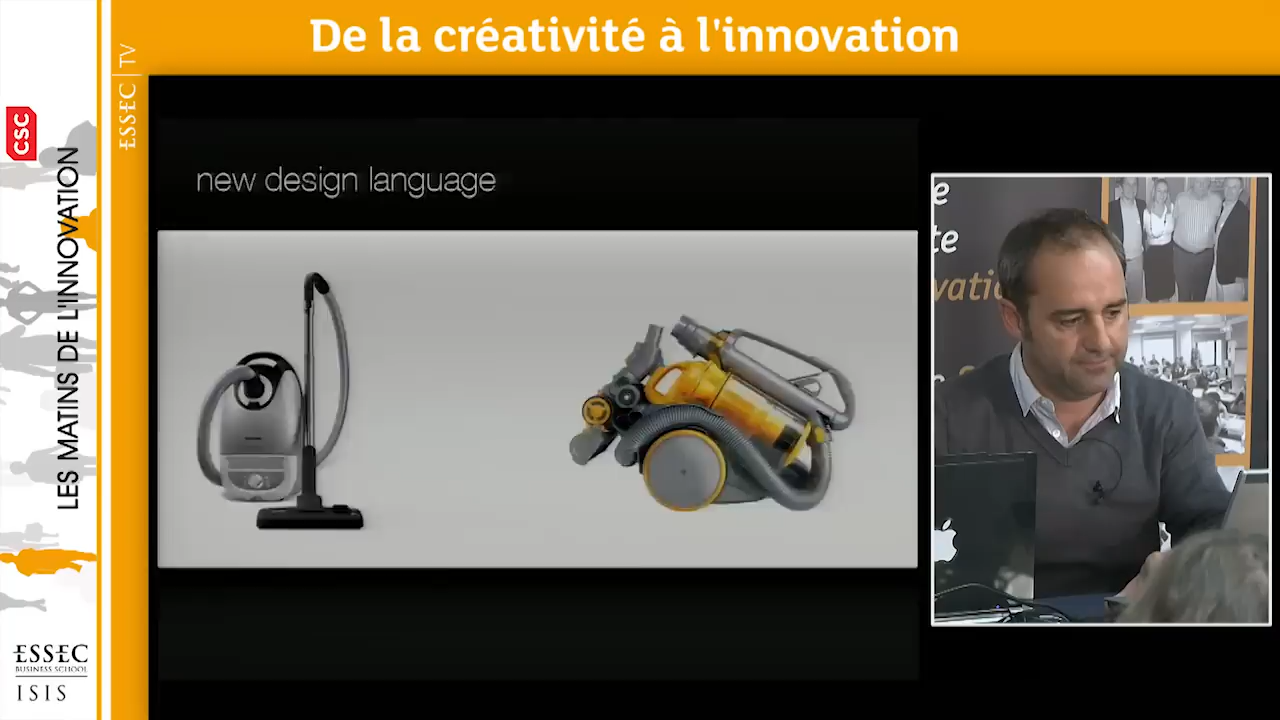 De la créativité à l'innovation
ESSEC | TV
CSC
LES MATINS DE L'INNOVATION
new design language
ESSEC
BUSINESS SCHOOL
ISIS